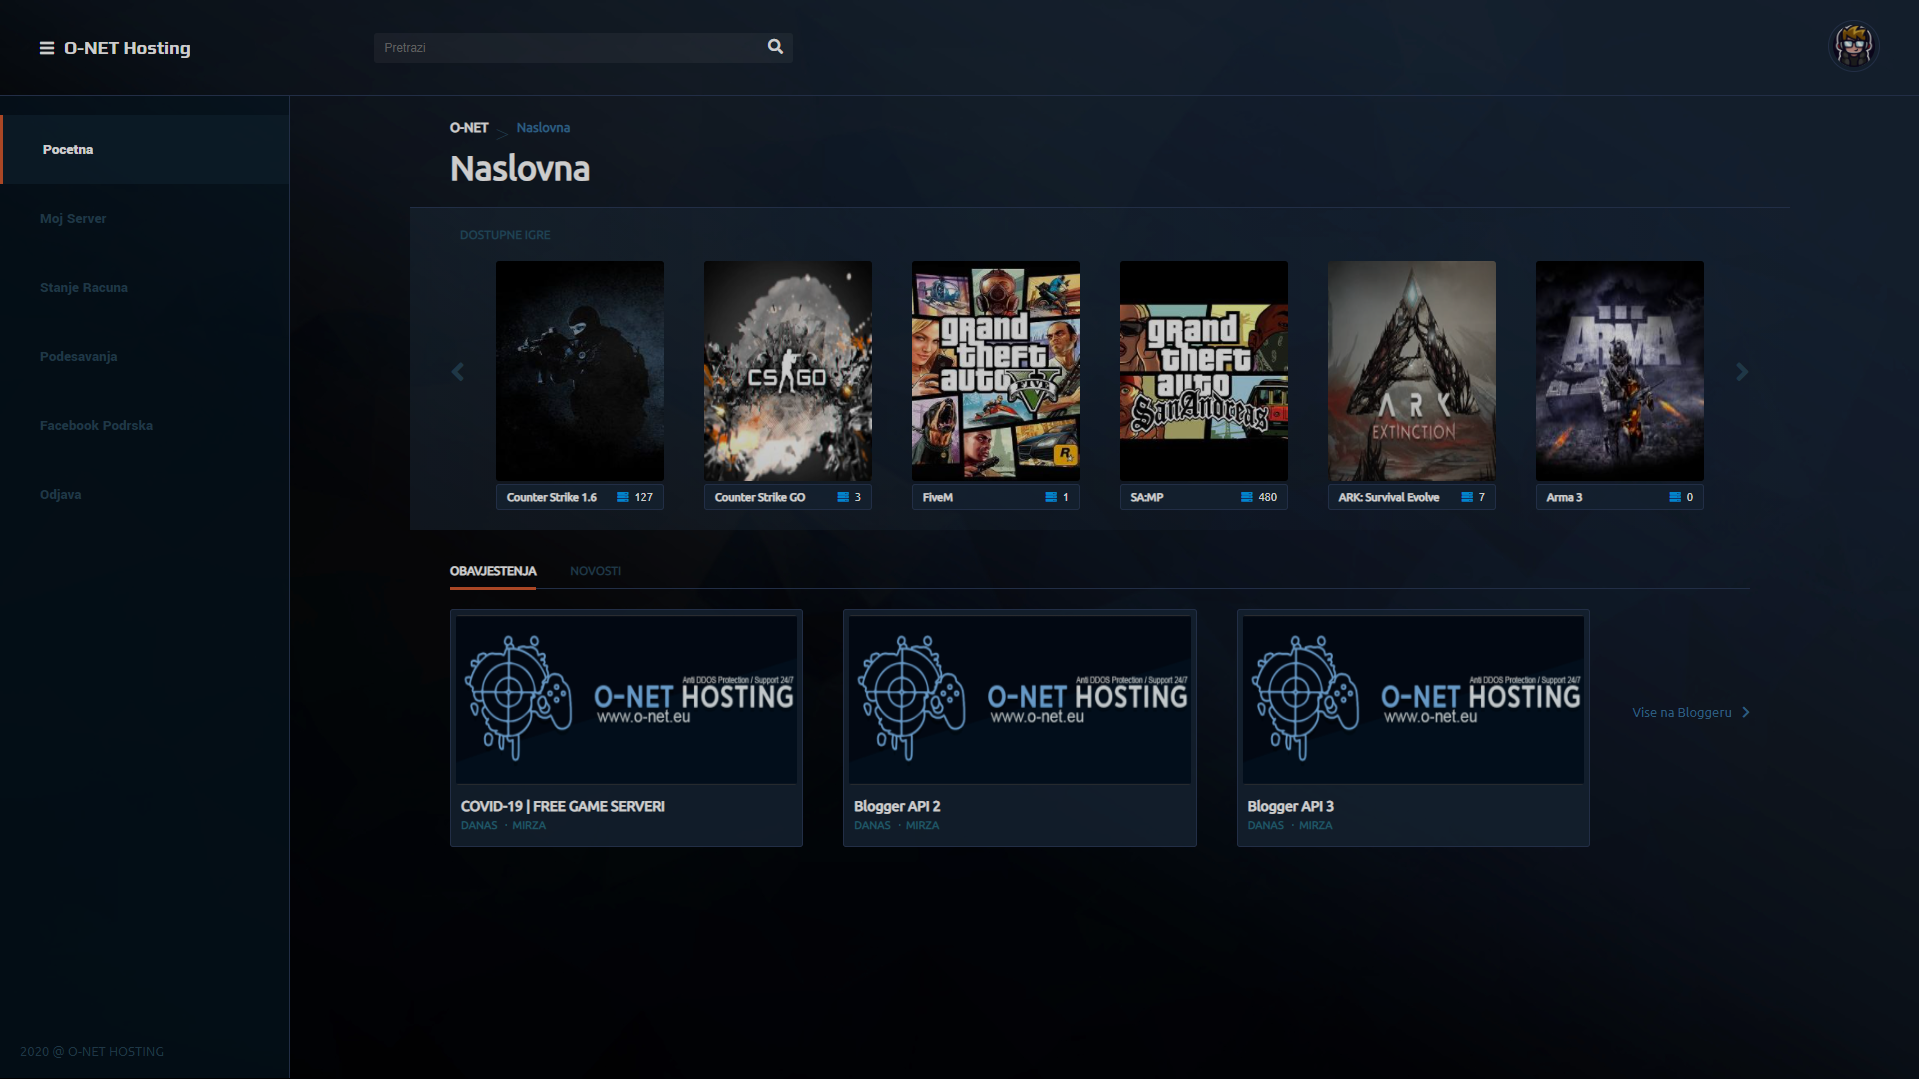 O-NET Hosting
Pretrazi
Pocetna
Moj Server
Stanje Racuna
Podesavanja
Facebook Podrska
Odjava
2020 @ O-NET HOSTING
O-NET > Naslovna
Naslovna
DOSTUPNE IGRE
CS GO
grand
theft
auto
V
FIVE
R
grand
theft
auto
San Andreas
ARK
EXTINCTION
ARMA
III
Counter Strike 1.6 127
Counter Strike GO 3
FiveM 1
SA:MP 480
ARK: Survival Evolve 7
Arma 3 0
OBAVJESTENJA NOVOSTI
Anti DDOS Protection / Support 24/7
O-NET HOSTING
www.o-net.eu
COVID-19 | FREE GAME SERVERI
DANAS · MIRZA
Anti DDOS Protection / Support 24/7
O-NET HOSTING
www.o-net.eu
Blogger API 2
DANAS · MIRZA
Anti DDOS Protection / Support 24/7
O-NET HOSTING
www.o-net.eu
Blogger API 3
DANAS · MIRZA
Vise na Bloggeru